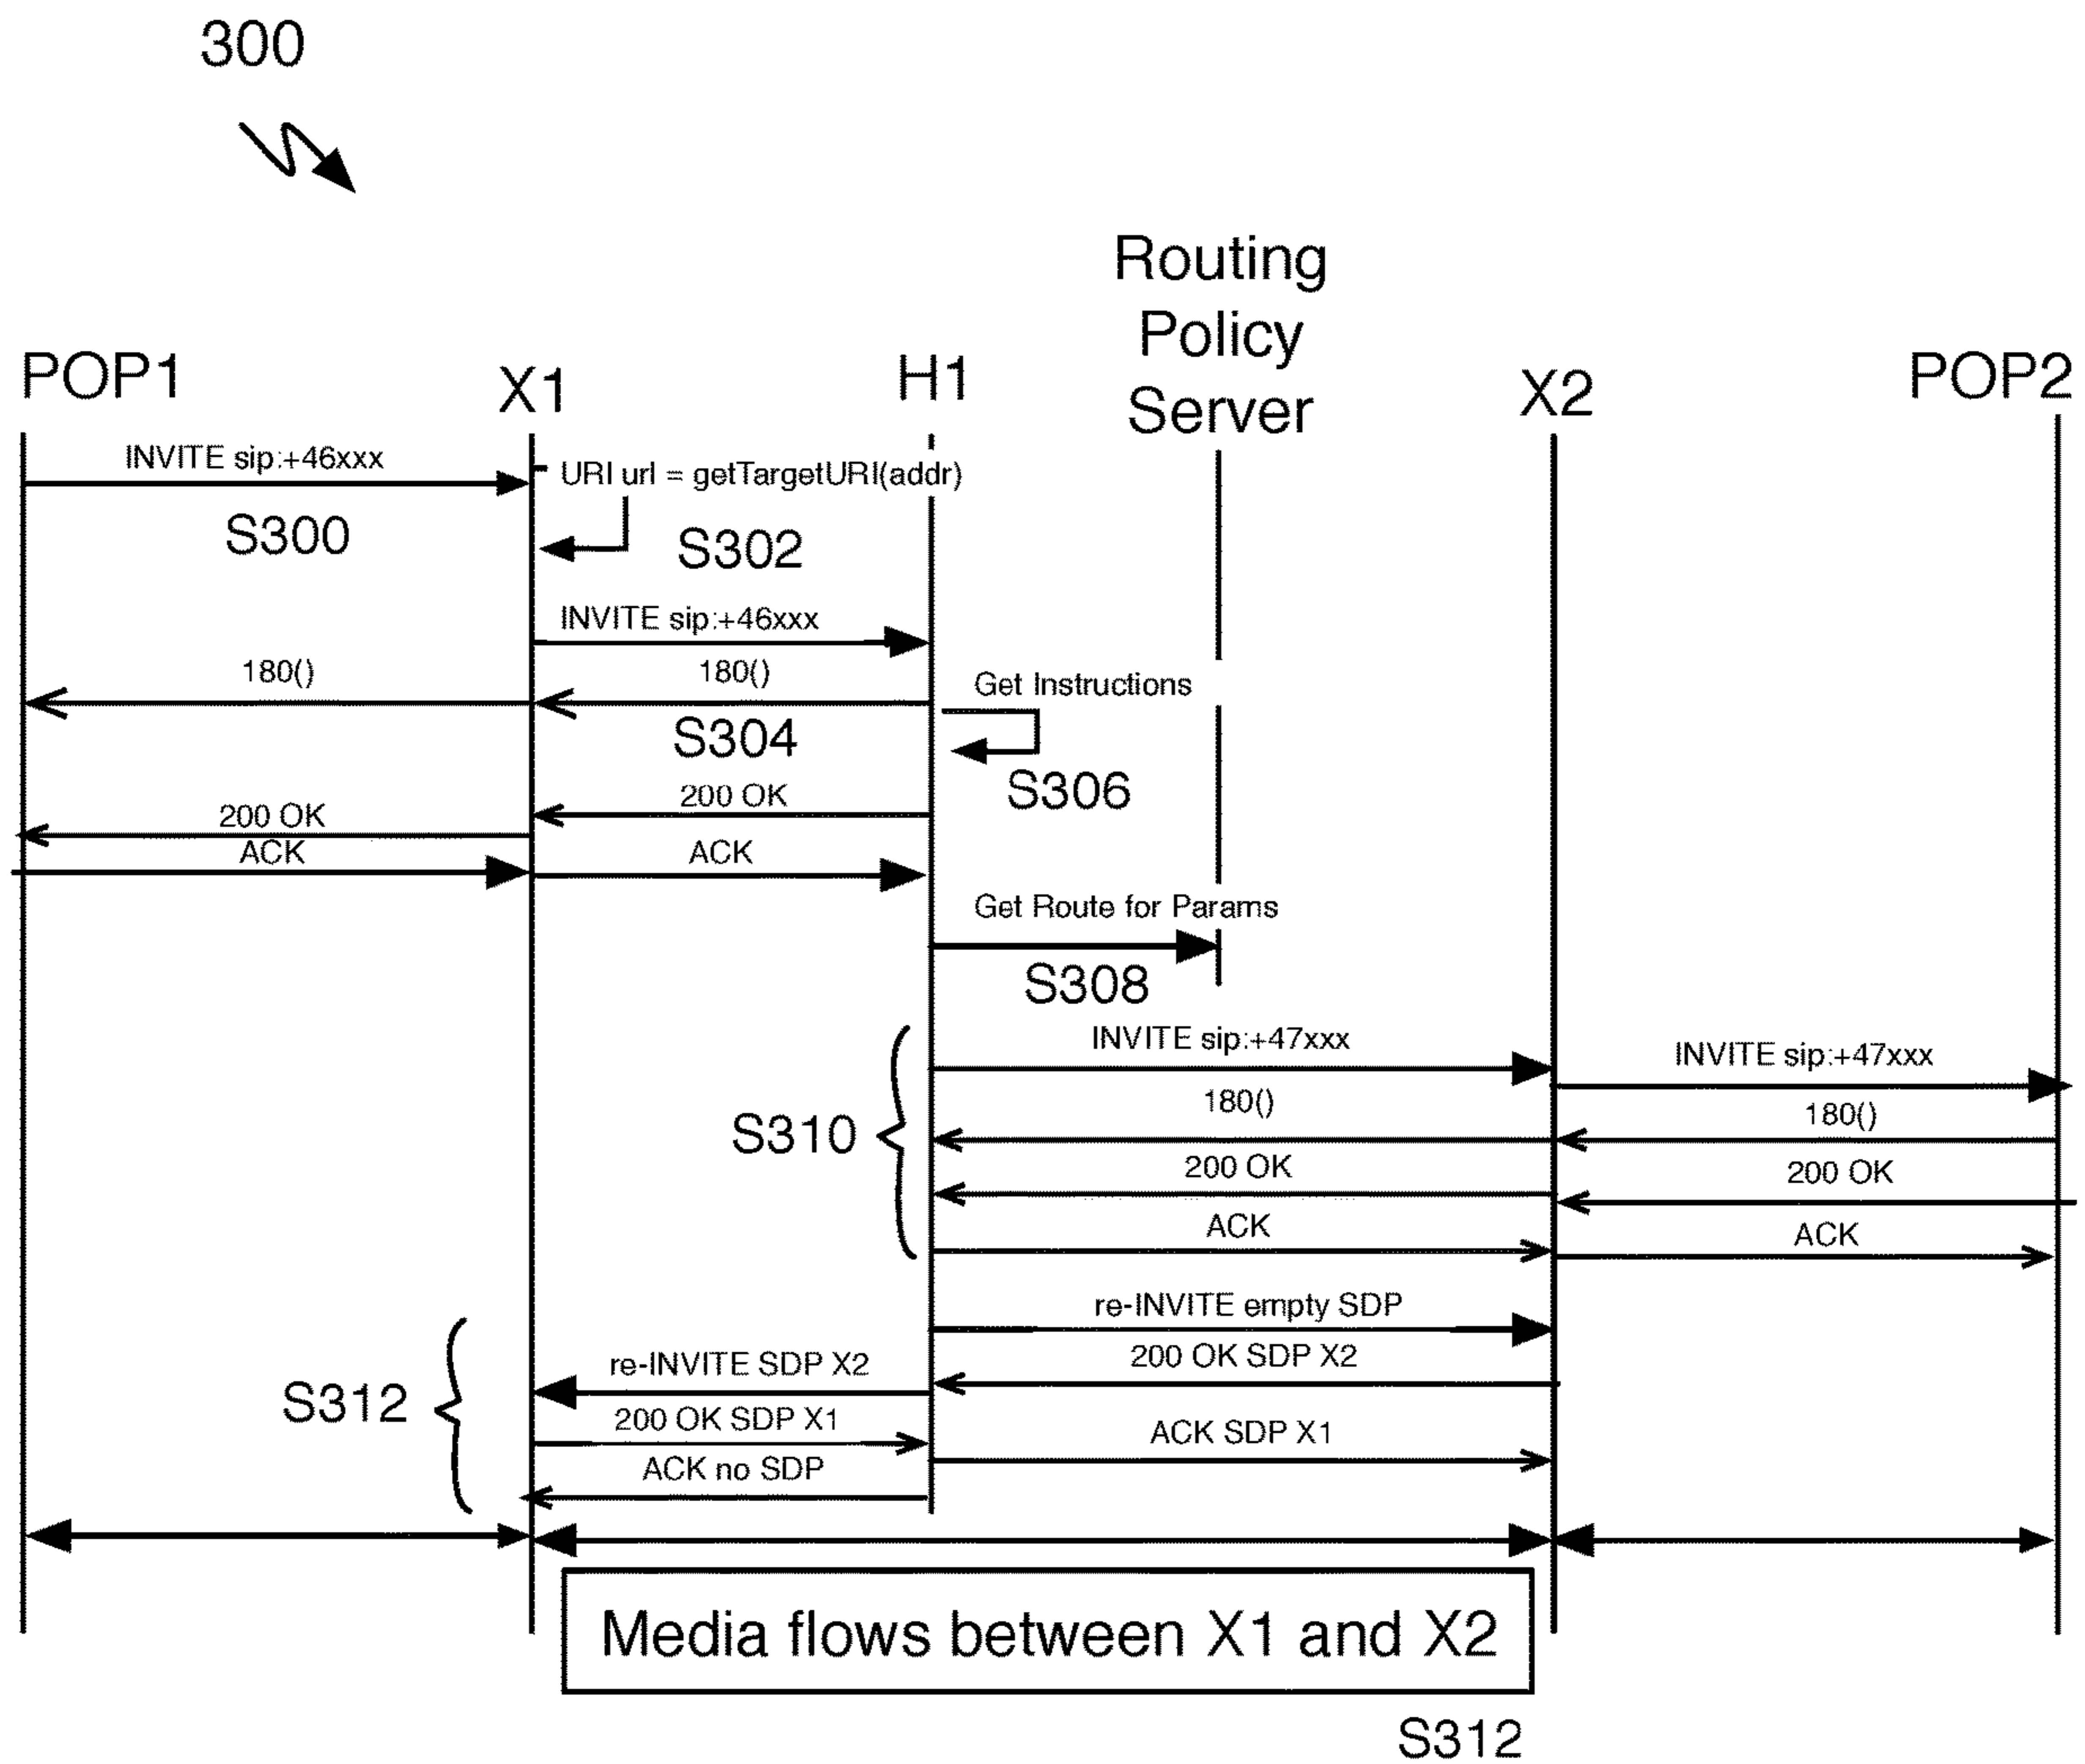 300
Routing
Policy
Server
POP1
X1
H1
X2
POP2
INVITE sip:+46xxx
URI url = getTargetURI(addr)
S300
S302
INVITE sip:+46xxx
180()
180()
Get Instructions
S304
S306
200 OK
200 OK
ACK
ACK
Get Route for Params
S308
INVITE sip:+47xxx
INVITE sip:+47xxx
180()
180()
S310
200 OK
200 OK
ACK
ACK
re-INVITE empty SDP
200 OK SDP X2
re-INVITE SDP X2
S312
200 OK SDP X1
ACK SDP X1
ACK no SDP
Media flows between X1 and X2
S312